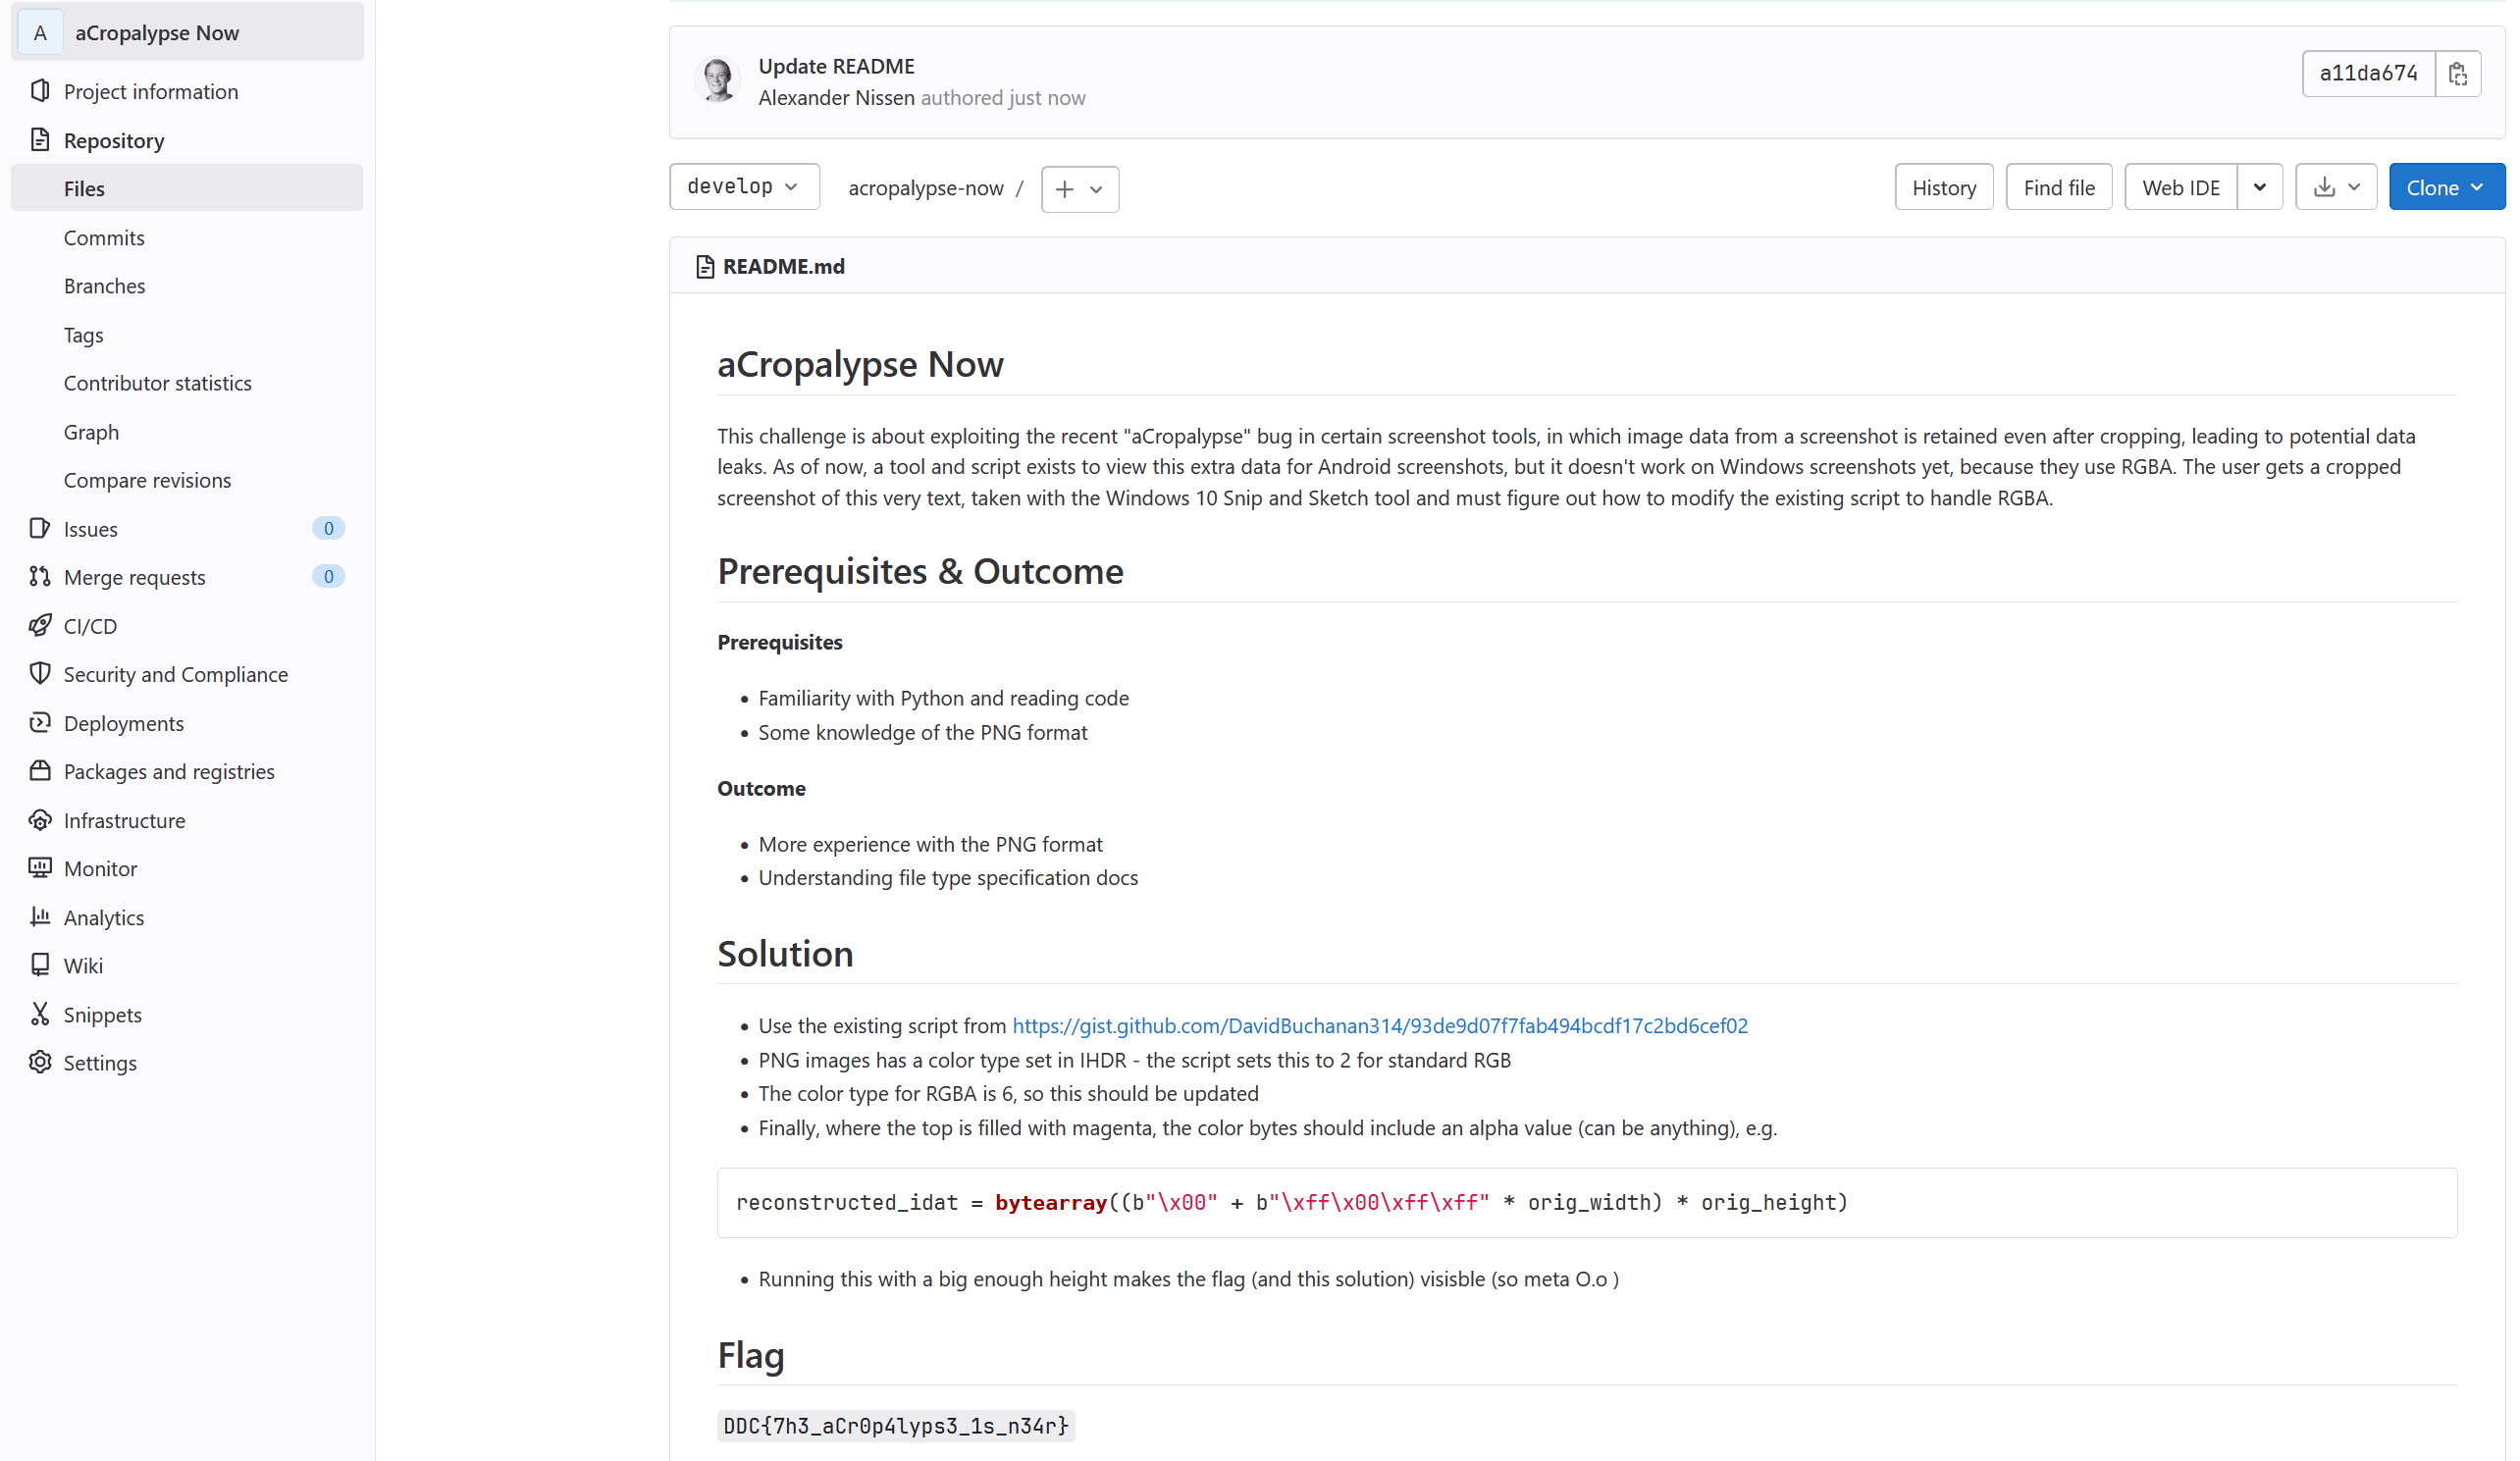 A aCropalypse Now
Project information
Repository
Files
Commits
Branches
Tags
Contributor statistics
Graph
Compare revisions
Issues 0
Merge requests 0
CI/CD
Security and Compliance
Deployments
Packages and registries
Infrastructure
Monitor
Analytics
Wiki
Snippets
Settings
Update README
Alexander Nissen authored just now
a11da674
develop acropalypse-now / + History Find file Web IDE Clone
README.md
aCropalypse Now
This challenge is about exploiting the recent "aCropalypse" bug in certain screenshot tools, in which image data from a screenshot is retained even after cropping, leading to potential data
leaks. As of now, a tool and script exists to view this extra data for Android screenshots, but it doesn't work on Windows screenshots yet, because they use RGBA. The user gets a cropped
screenshot of this very text, taken with the Windows 10 Snip and Sketch tool and must figure out how to modify the existing script to handle RGBA.
Prerequisites & Outcome
Prerequisites
• Familiarity with Python and reading code
• Some knowledge of the PNG format
Outcome
• More experience with the PNG format
• Understanding file type specification docs
Solution
• Use the existing script from https://gist.github.com/DavidBuchanan314/93de9d07f7fab494bcdf17c2bd6cef02
• PNG images has a color type set in IHDR - the script sets this to 2 for standard RGB
• The color type for RGBA is 6, so this should be updated
• Finally, where the top is filled with magenta, the color bytes should include an alpha value (can be anything), e.g.
reconstructed_idat = bytearray((b"\x00" + b"\xff\x00\xff\xff" * orig_width) * orig_height)
• Running this with a big enough height makes the flag (and this solution) visisble (so meta O.o )
Flag
DDC{7h3_aCr0p4lyps3_1s_n34r}